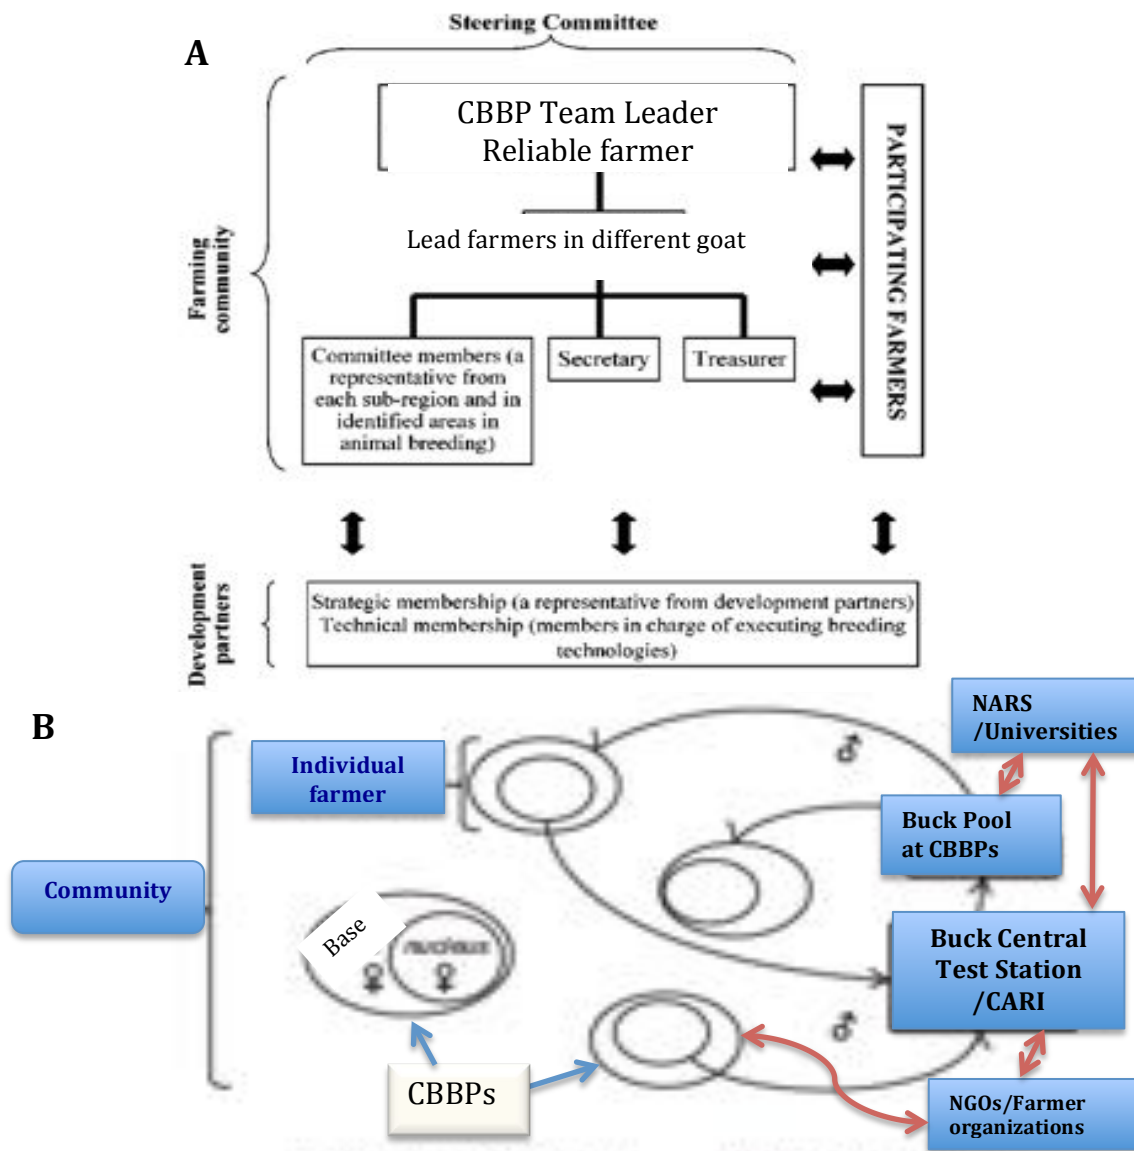 Steering Committee
A
CBBP Team Leader
Reliable farmer
Lead farmers in different goat
Farming
community
Committee members (a
representative from
each sub-region and in
identified areas in
animal breeding)
Secretary
Treasurer
PARTICIPATING FARMERS
Development
partners
Strategic membership (a representative from development partners)
Technical membership (members in charge of executing breeding
technologies)
B
NARS
/Universities
Individual
farmer
Buck Pool
at CBBPs
Community
Base
nucleus
Buck Central
Test Station
/CARI
CBBPs
NGOs/Farmer
organizations